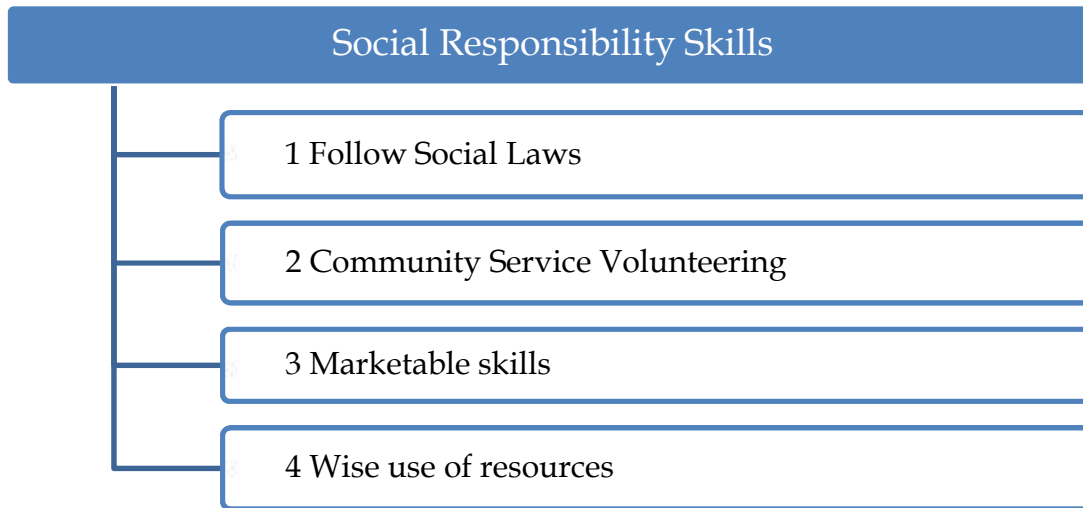 Social Responsibility Skills
1 Follow Social Laws
2 Community Service Volunteering
3 Marketable skills
4 Wise use of resources